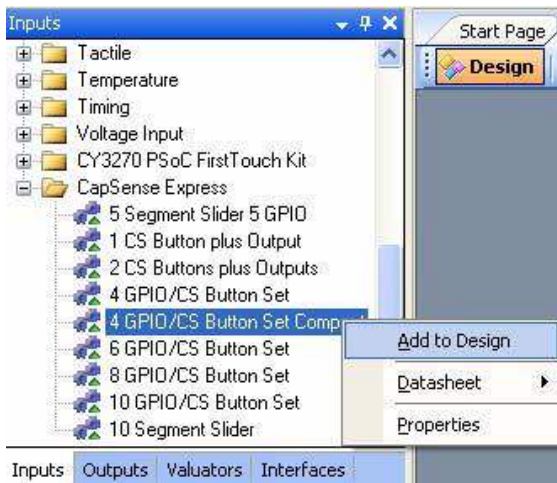 Inputs
Start Page
Design
Tactile
Temperature
Timing
Voltage Input
CY3270 PSoC FirstTouch Kit
CapSense Express
5 Segment Slider 5 GPIO
1 CS Button plus Output
2 CS Buttons plus Outputs
4 GPIO/CS Button Set
4 GPIO/CS Button Set
6 GPIO/CS Button Set
8 GPIO/CS Button Set
10 GPIO/CS Button Set
10 Segment Slider
Add to Design
Datasheet
Properties
Inputs Outputs Valuators Interfaces